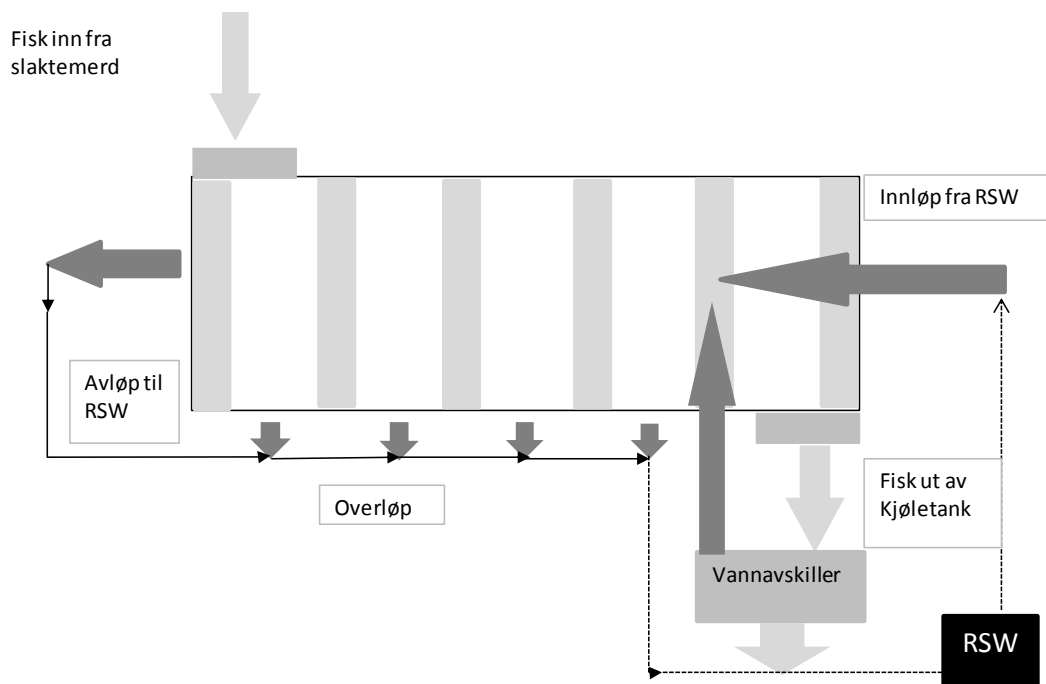 Fisk inn fra
slaktemerd
Innløp fra RSW
Avløp til
RSW
Overløp
Fisk ut av
Kjøletank
Vannavskiller
RSW